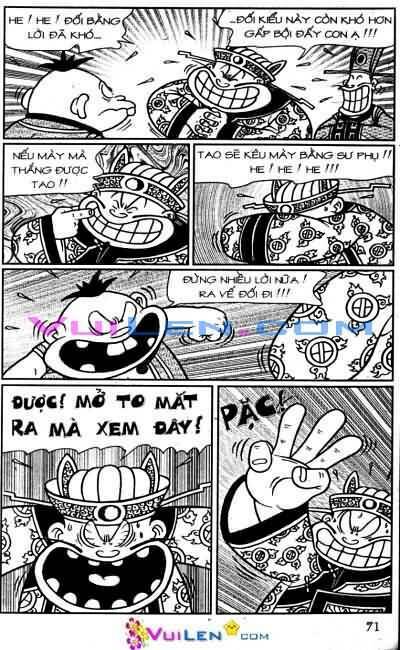 HE! HE! ĐỐI BẰNG
LỜI ĐÃ KHÓ...
...ĐỐI KIỂU NÀY CÒN KHÓ HƠN
GẤP BỘI ĐẤY CON Ạ!!!
NẾU MÀY MÀ
THẮNG ĐƯỢC
TAO!!
TAO SẼ KÊU MÀY BẰNG SƯ PHỤ!!
HE! HE! HE!!!
ĐỪNG NHIỀU LỜI NỮA!
RA VẾ ĐỐI ĐI!!!
VuiLen.com
ĐƯỢC! MỞ TO MẮT
RA MÀ XEM ĐÂY!
PẶC!
71
VuiLen.com